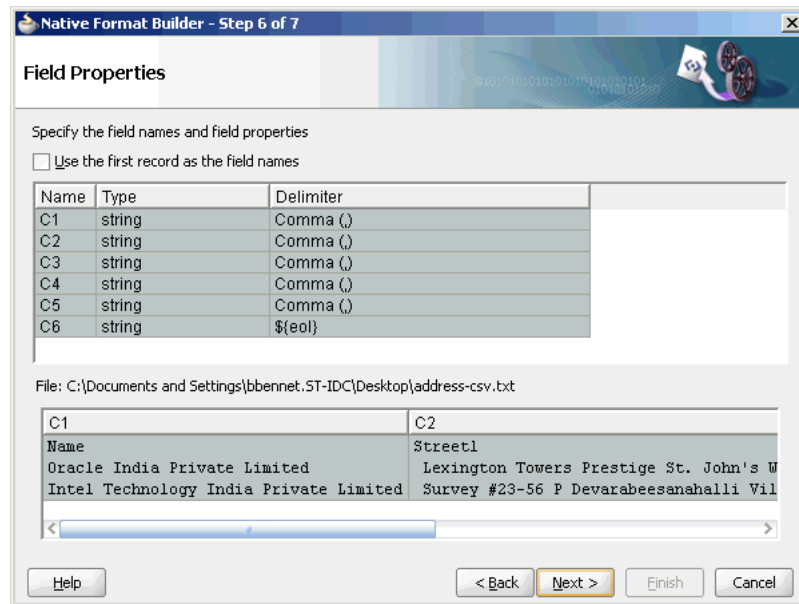 Native Format Builder - Step 6 of 7
Field Properties
Specify the field names and field properties
Use the first record as the field names
Name Type Delimiter
C1 string Comma (,)
C2 string Comma (,)
C3 string Comma (,)
C4 string Comma (,)
C5 string Comma (,)
C6 string ${eol}
File: C:\Documents and Settings\bbennet.ST-IDC\Desktop\address-csv.txt
C1 C2
Name Street1
Oracle India Private Limited Lexington Towers Prestige St. John's W
Intel Technology India Private Limited Survey #23-56 P Devarabeesanahalli Vil
Help < Back Next > Finish Cancel